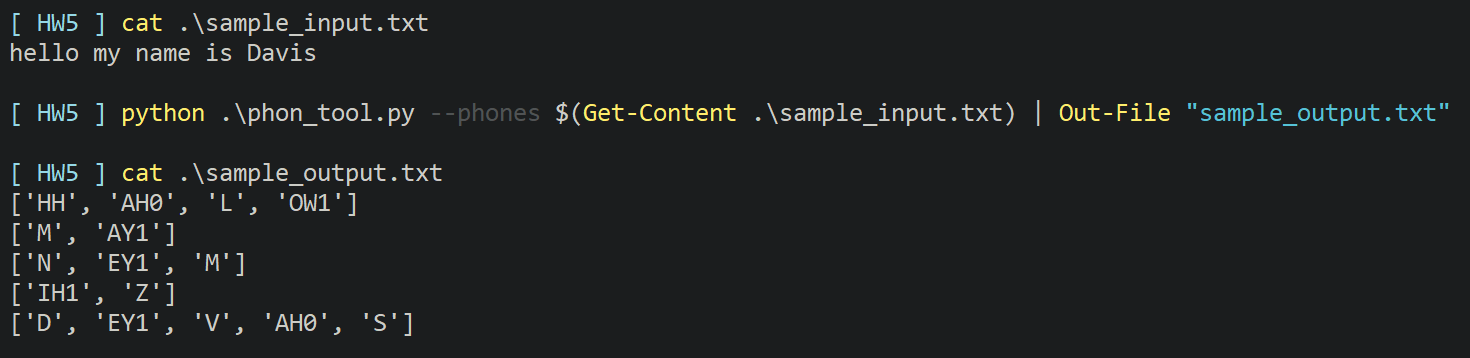 [ HW5 ] cat .\sample_input.txt
hello my name is Davis
[ HW5 ] python .\phon_tool.py --phones $(Get-Content .\sample_input.txt) | Out-File "sample_output.txt"
[ HW5 ] cat .\sample_output.txt
['HH', 'AH0', 'L', 'OW1']
['M', 'AY1']
['N', 'EY1', 'M']
['IH1', 'Z']
['D', 'EY1', 'V', 'AH0', 'S']